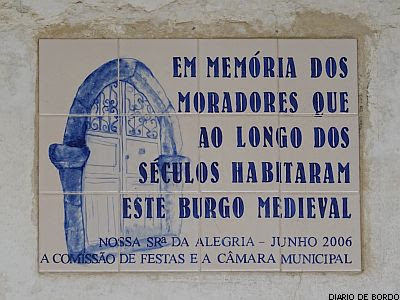 EM MEMÓRIA DOS
MORADORES QUE
AO LONGO DOS
SÉCULOS HABITARAM
ESTE BURGO MEDIEVAL
NOSSA SRª DA ALEGRIA - JUNHO 2006
A COMISSÃO DE FESTAS E A CÂMARA MUNICIPAL
DIARIO DE BORDO